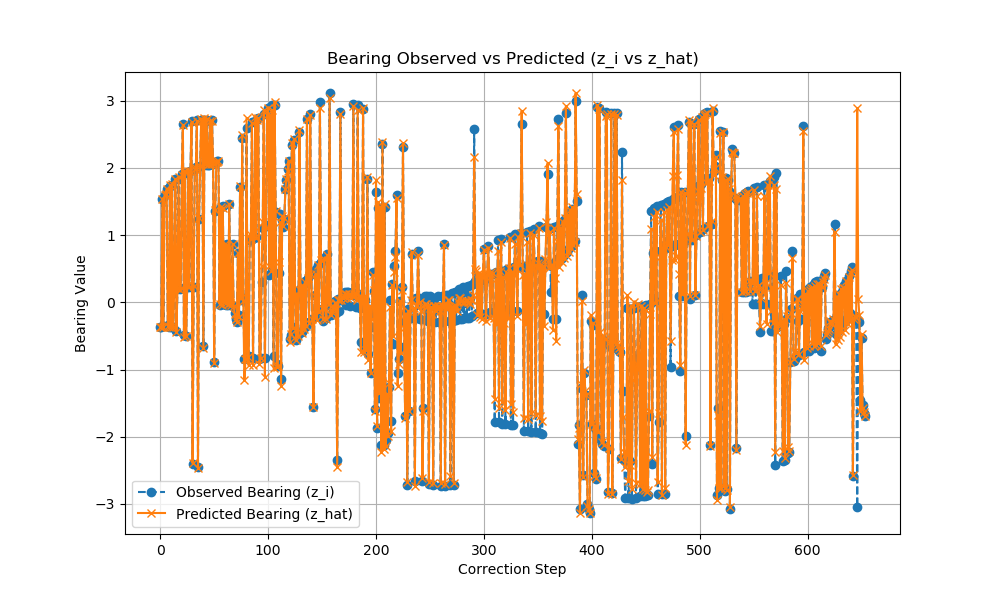 Bearing Observed vs Predicted (z_i vs z_hat)
Bearing Value
3
2
1
0
−1
−2
−3
Observed Bearing (z_i)
Predicted Bearing (z_hat)
0 100 200 300 400 500 600
Correction Step